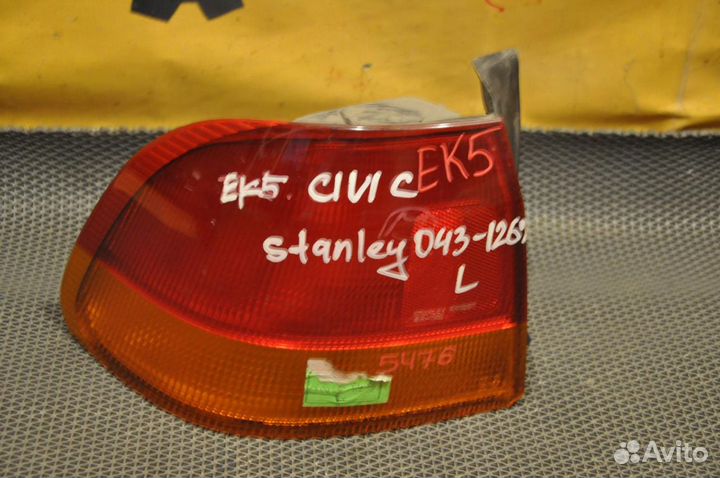 EK5. CIVIC EK5
Stanley 043-126
L
5476
Avito